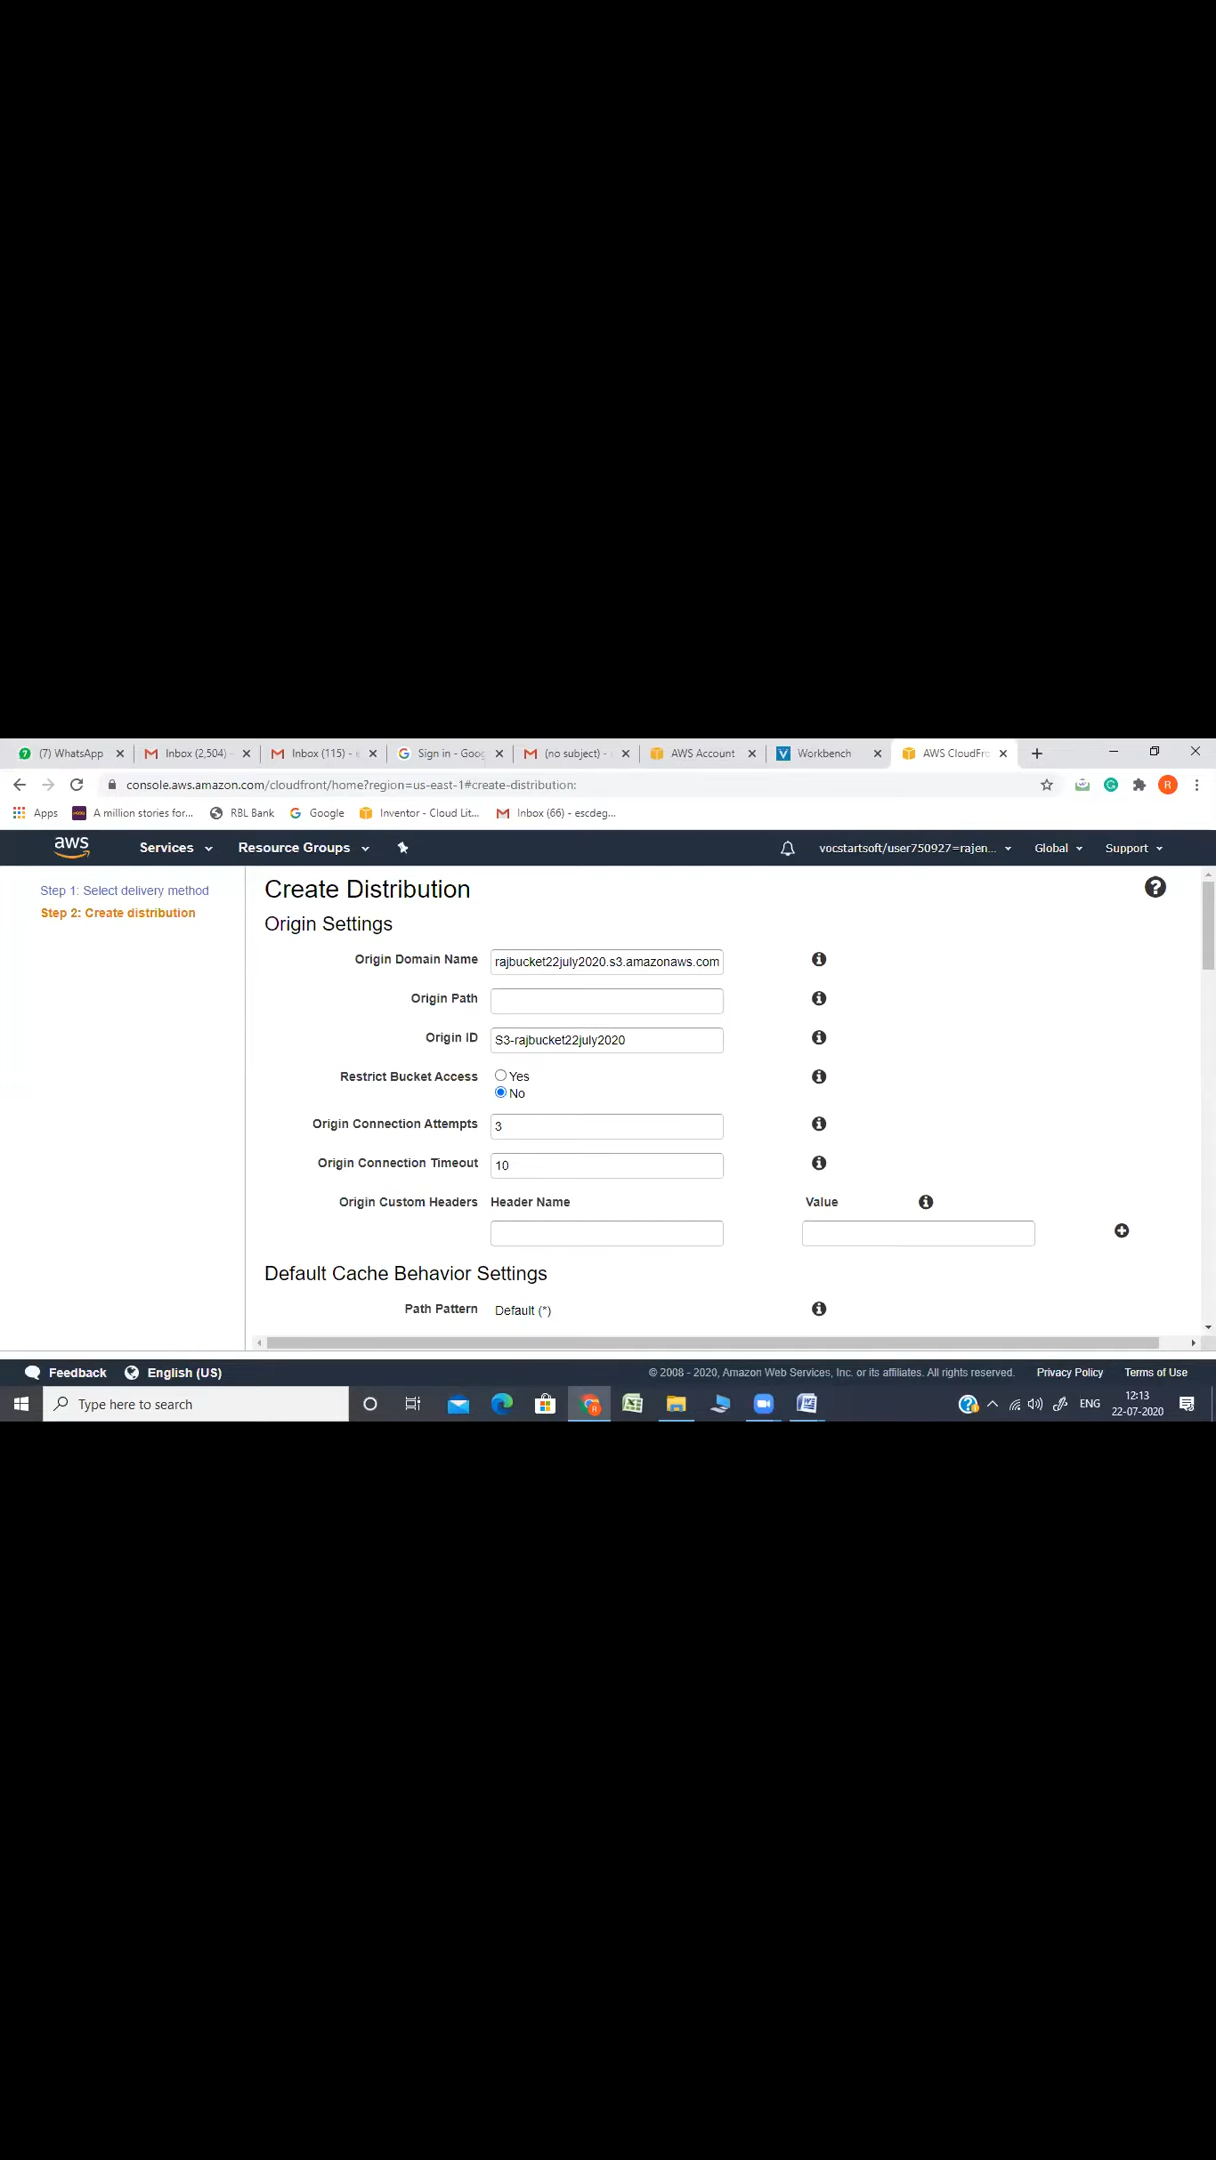 (7) WhatsApp
Inbox (2,504) -
Inbox (115) - e
Sign in - Goog
(no subject) -
AWS Account
Workbench
AWS CloudFro
console.aws.amazon.com/cloudfront/home?region=us-east-1#create-distribution:
R
Apps
A million stories for...
RBL Bank
Google
Inventor - Cloud Lit...
Inbox (66) - escdeg...
aws
Services
Resource Groups
vocstartsoft/user750927=rajen...
Global
Support
Step 1: Select delivery method
Step 2: Create distribution
Create Distribution
Origin Settings
Origin Domain Name
rajbucket22july2020.s3.amazonaws.com
Origin Path
Origin ID
S3-rajbucket22july2020
Restrict Bucket Access
Yes
No
Origin Connection Attempts
3
Origin Connection Timeout
10
Origin Custom Headers
Header Name
Value
Default Cache Behavior Settings
Path Pattern
Default (*)
Feedback
English (US)
© 2008 - 2020, Amazon Web Services, Inc. or its affiliates. All rights reserved.
Privacy Policy
Terms of Use
Type here to search
ENG
12:13
22-07-2020